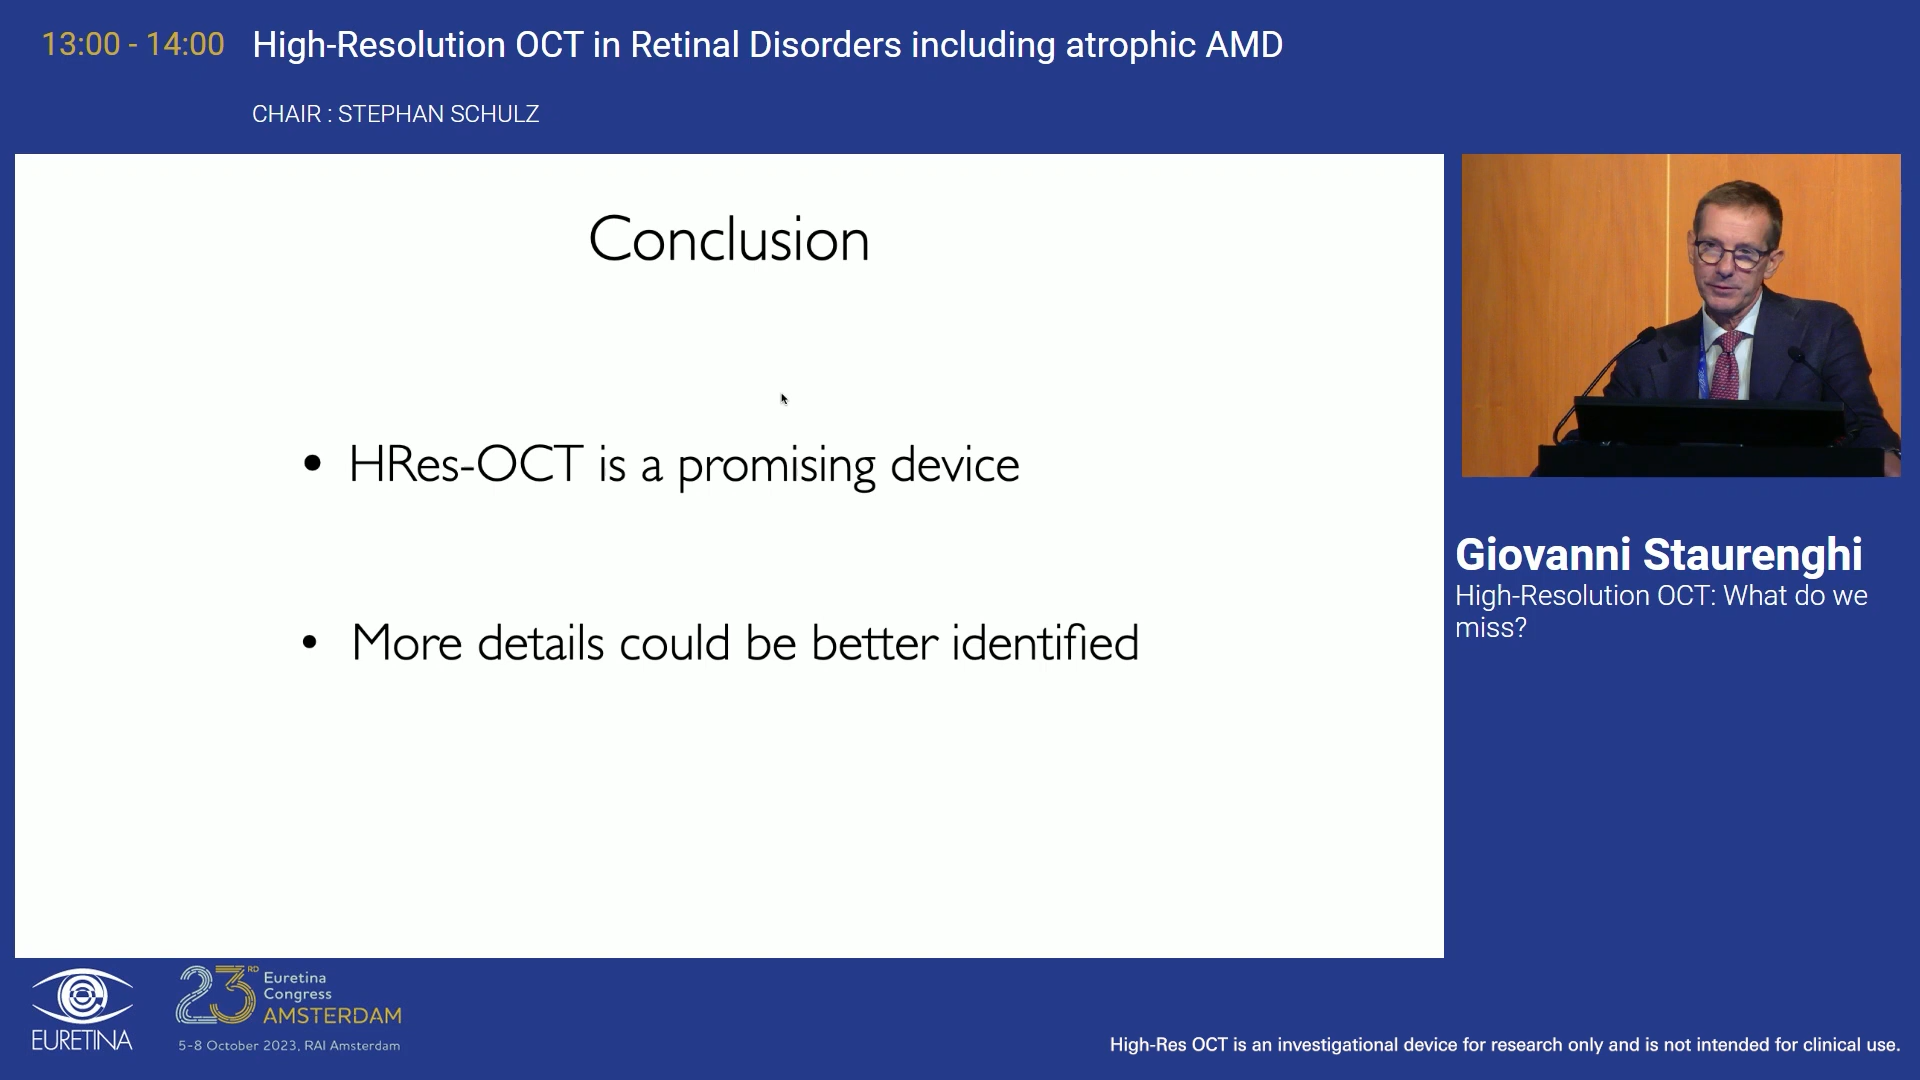 13:00 - 14:00 High-Resolution OCT in Retinal Disorders including atrophic AMD
CHAIR : STEPHAN SCHULZ
Conclusion
• HRes-OCT is a promising device
• More details could be better identified
Giovanni Staurenghi
High-Resolution OCT: What do we
miss?
EURETINA
23RD Euretina
Congress
AMSTERDAM
5-8 October 2023, RAI Amsterdam
High-Res OCT is an investigational device for research only and is not intended for clinical use.